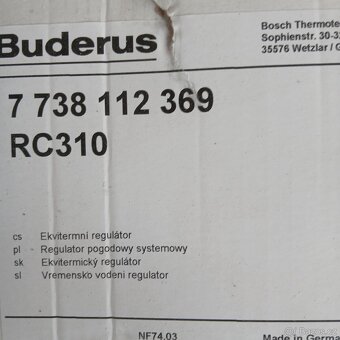 Buderus
Bosch Thermote
Sophienstr. 30-3
35576 Wetzlar / G
7 738 112 369
RC310
cs Ekvitermní regulátor
pl - Regulator pogodowy systemowy
sk Ekvitermický regulátor
sl Vremensko vodeni regulator
NF74.03
Made in Germa